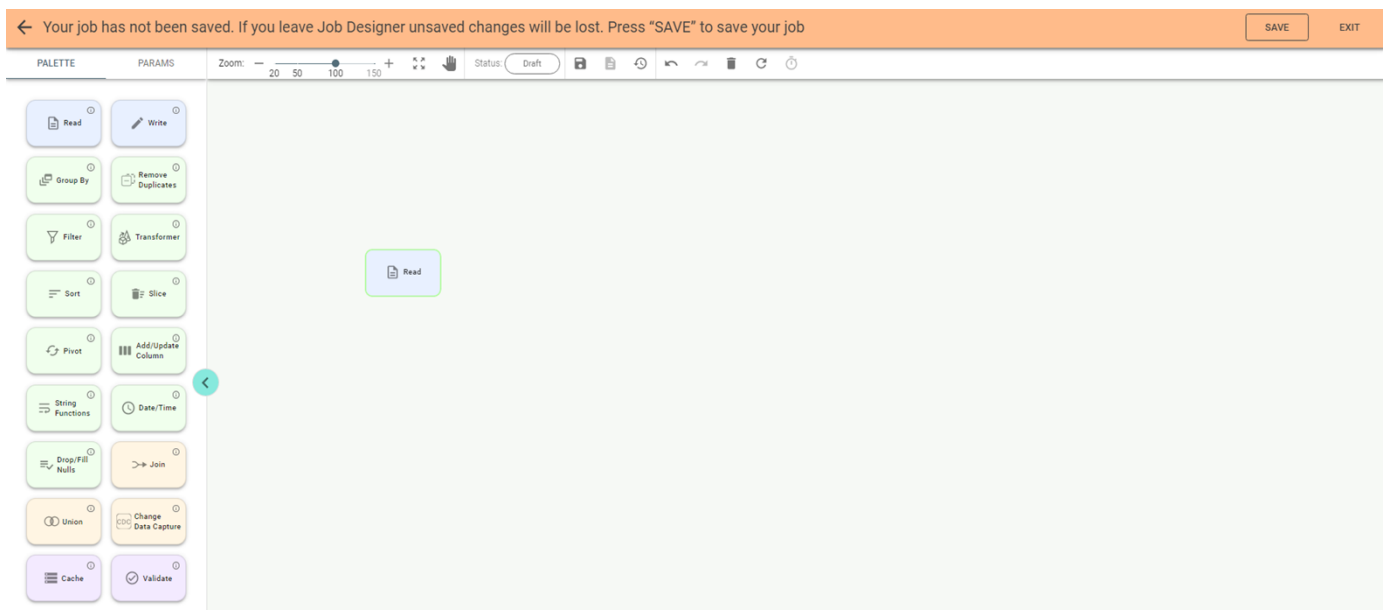 Your job has not been saved. If you leave Job Designer unsaved changes will be lost. Press “SAVE” to save your job
SAVE
EXIT
PALETTE
PARAMS
Zoom:
20 50 100 150
Status: Draft
Read
Write
Group By
Remove
Duplicates
Filter
Transformer
Sort
Slice
Pivot
Add/Update
Column
String
Functions
Date/Time
Drop/Fill
Nulls
Join
Union
CDC
Change
Data Capture
Cache
Validate
Read